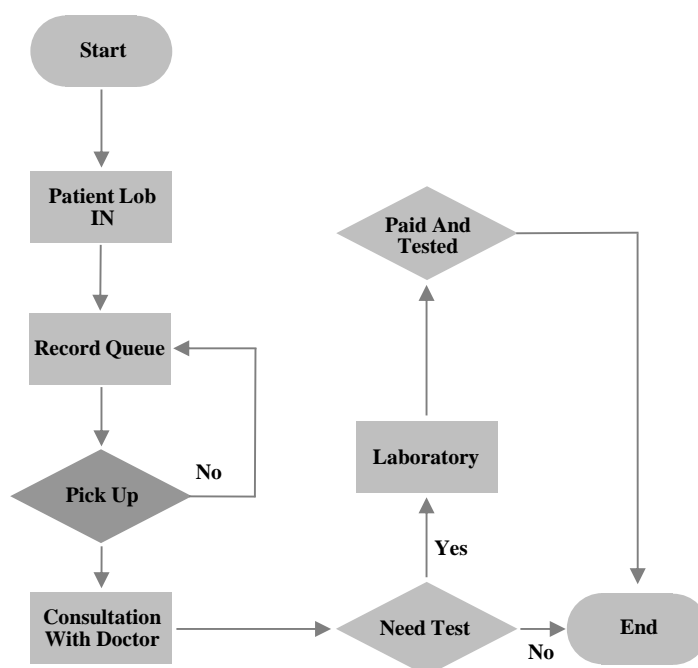 Start
Patient Lob
IN
Record Queue
No
Pick Up
Consultation
With Doctor
Paid And
Tested
Laboratory
Yes
Need Test
No
End